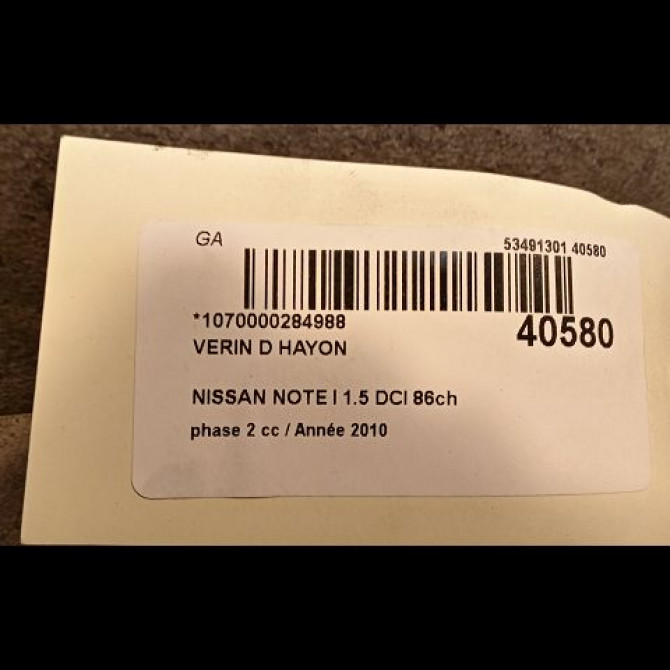 GA
53491301 40580
*1070000284988
40580
VERIN D HAYON
NISSAN NOTE I 1.5 DCI 86ch
phase 2 cc / Année 2010